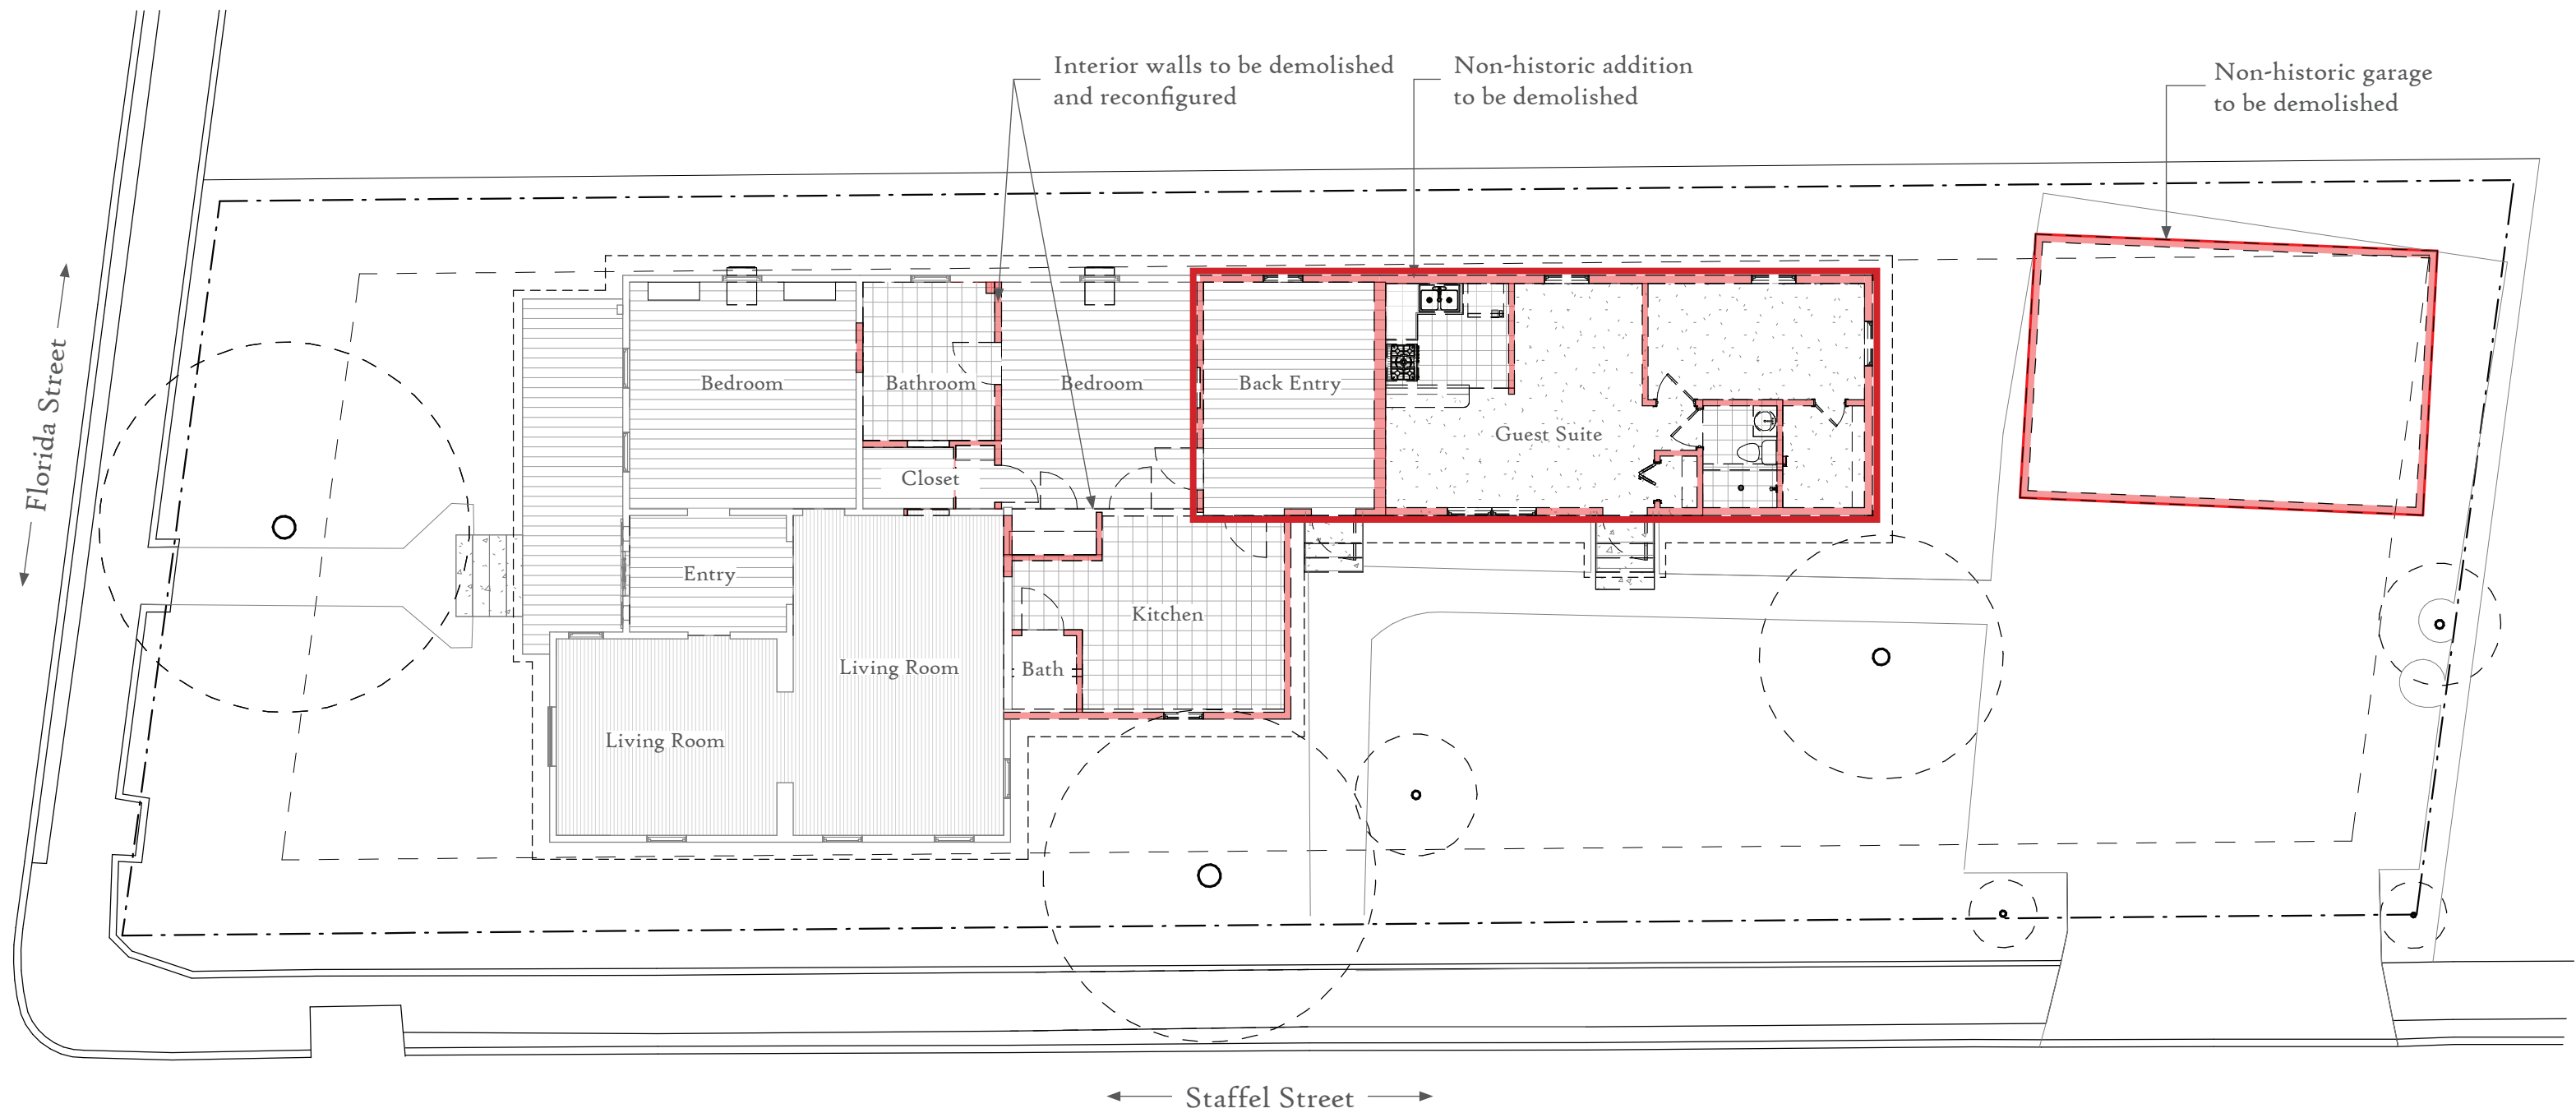 Interior walls to be demolished
and reconfigured
Non-historic addition
to be demolished
Non-historic garage
to be demolished
Florida Street
Bedroom
Bathroom
Bedroom
Back Entry
Guest Suite
Closet
Entry
Kitchen
Living Room
Bath
Living Room
Staffel Street